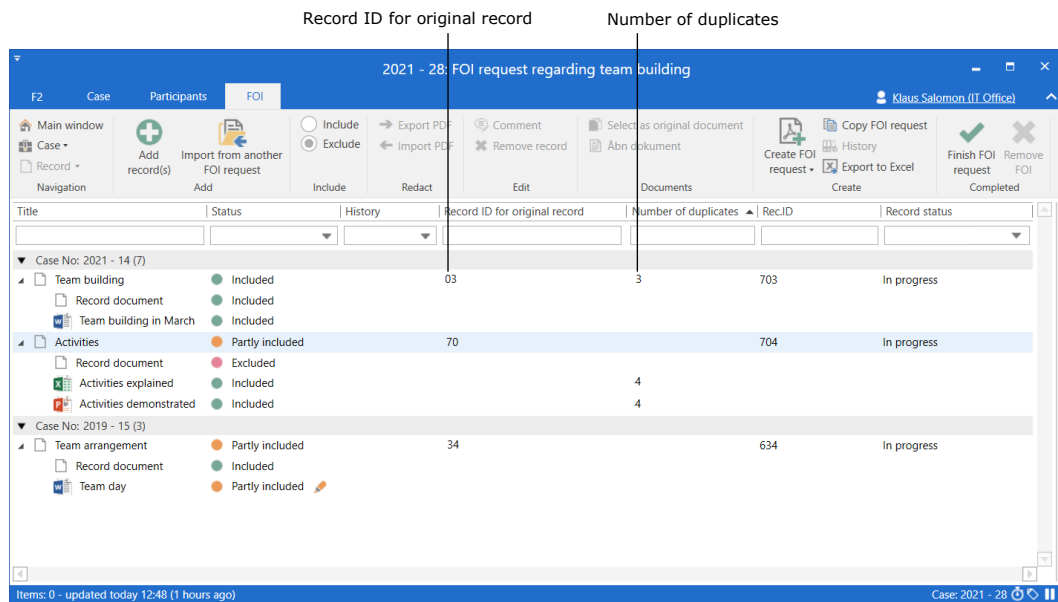 Record ID for original record Number of duplicates
2021 - 28: FOI request regarding team building
F2 Case Participants FOI Klaus Salomon (IT Office)
Main window Include Export PDF Comment Select as original document Copy FOI request
Case Exclude Import PDF Remove record Åbn dokument History
Record Add record(s) Import from another FOI request Create FOI request Export to Excel Finish FOI request Remove FOI
Navigation Add Include Redact Edit Documents Create Completed
Title Status History Record ID for original record Number of duplicates Rec.ID Record status
Case No: 2021 - 14 (7)
Team building Included 03 3 703 In progress
Record document Included
Team building in March Included
Activities Partly included 70 704 In progress
Record document Excluded
Activities explained Included 4
Activities demonstrated Included 4
Case No: 2019 - 15 (3)
Team arrangement Partly included 34 634 In progress
Record document Included
Team day Partly included
Items: 0 - updated today 12:48 (1 hours ago) Case: 2021 - 28